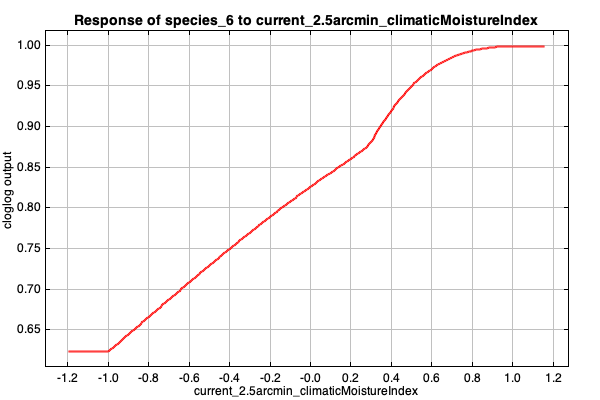 Response of species_6 to current_2.5arcmin_climaticMoistureIndex
cloglog output
1.00
0.95
0.90
0.85
0.80
0.75
0.70
0.65
-1.2 -1.0 -0.8 -0.6 -0.4 -0.2 -0.0 0.2 0.4 0.6 0.8 1.0 1.2
current_2.5arcmin_climaticMoistureIndex